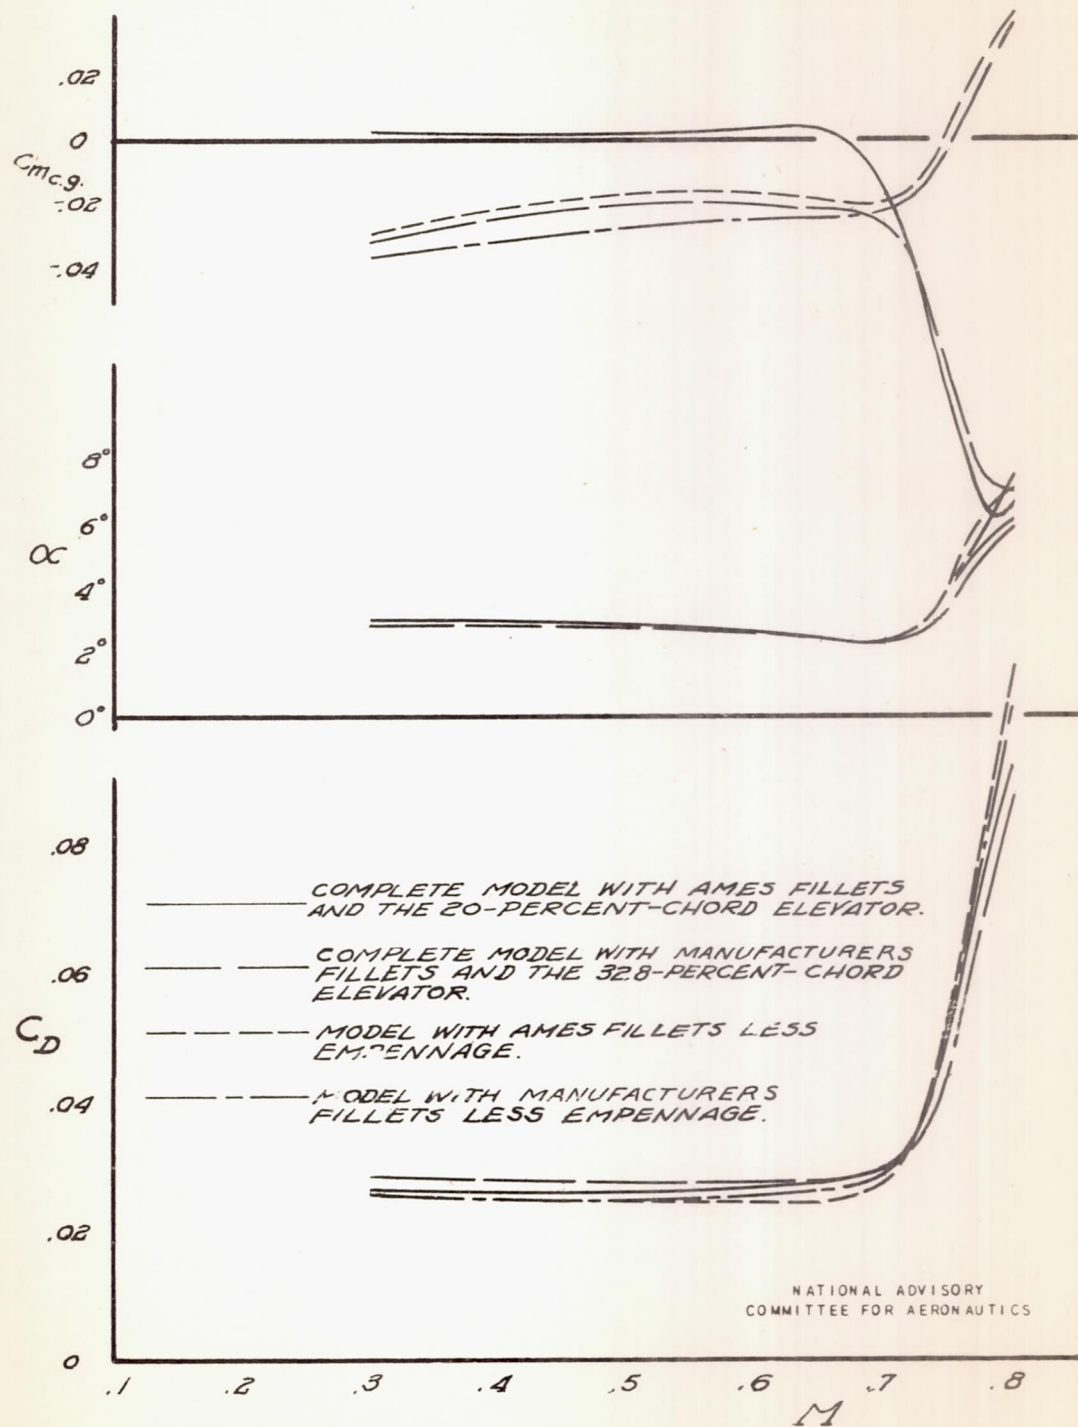 .02
0
Cmc.g.
-.02
-.04
8°
6°
α
4°
2°
0°
.08
COMPLETE MODEL WITH AMES FILLETS
AND THE 20-PERCENT-CHORD ELEVATOR.
COMPLETE MODEL WITH MANUFACTURERS
.06
FILLETS AND THE 32.8-PERCENT-CHORD
ELEVATOR.
CD
MODEL WITH AMES FILLETS LESS
EMPENNAGE.
MODEL WITH MANUFACTURERS
.04
FILLETS LESS EMPENNAGE.
.02
NATIONAL ADVISORY
COMMITTEE FOR AERONAUTICS
0
.1 .2 .3 .4 .5 .6 .7 .8
M